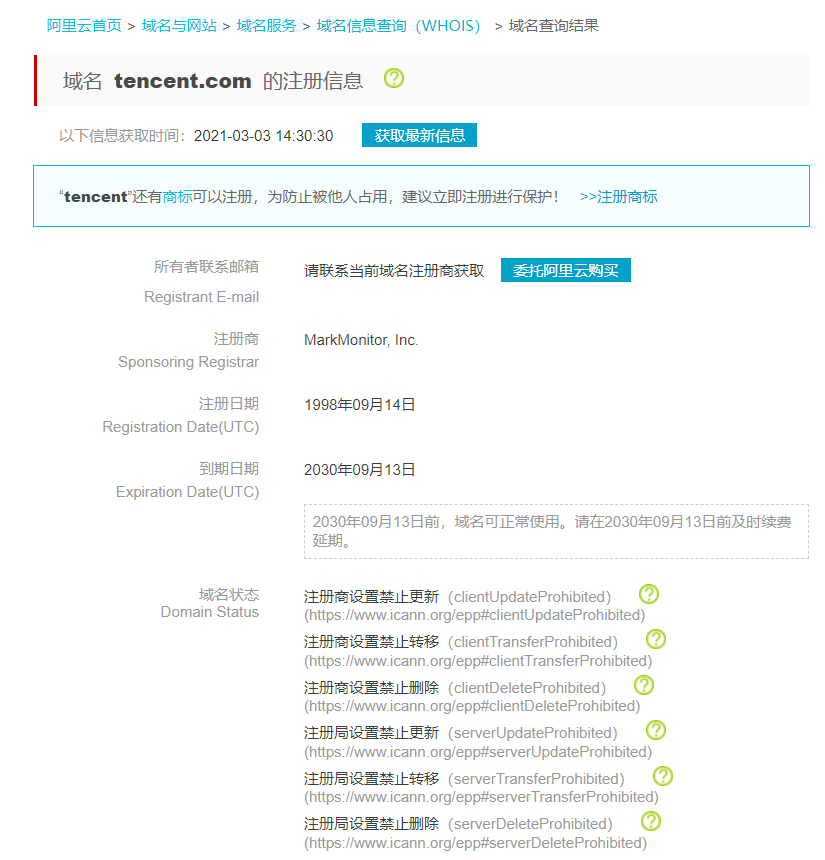 阿里云首页 > 域名与网站 > 域名服务 > 域名信息查询（WHOIS） > 域名查询结果
域名 tencent.com 的注册信息 ?
以下信息获取时间：2021-03-03 14:30:30 获取最新信息
“tencent”还有商标可以注册，为防止被他人占用，建议立即注册进行保护！ >>注册商标
所有者联系邮箱 请联系当前域名注册商获取 委托阿里云购买
Registrant E-mail
注册商 MarkMonitor, Inc.
Sponsoring Registrar
注册日期 1998年09月14日
Registration Date(UTC)
到期日期 2030年09月13日
Expiration Date(UTC)
2030年09月13日前，域名可正常使用。请在2030年09月13日前及时续费
延期。
域名状态 注册商设置禁止更新（clientUpdateProhibited） ?
Domain Status (https://www.icann.org/epp#clientUpdateProhibited)
注册商设置禁止转移（clientTransferProhibited） ?
(https://www.icann.org/epp#clientTransferProhibited)
注册商设置禁止删除（clientDeleteProhibited） ?
(https://www.icann.org/epp#clientDeleteProhibited)
注册局设置禁止更新（serverUpdateProhibited） ?
(https://www.icann.org/epp#serverUpdateProhibited)
注册局设置禁止转移（serverTransferProhibited） ?
(https://www.icann.org/epp#serverTransferProhibited)
注册局设置禁止删除（serverDeleteProhibited） ?
(https://www.icann.org/epp#serverDeleteProhibited)